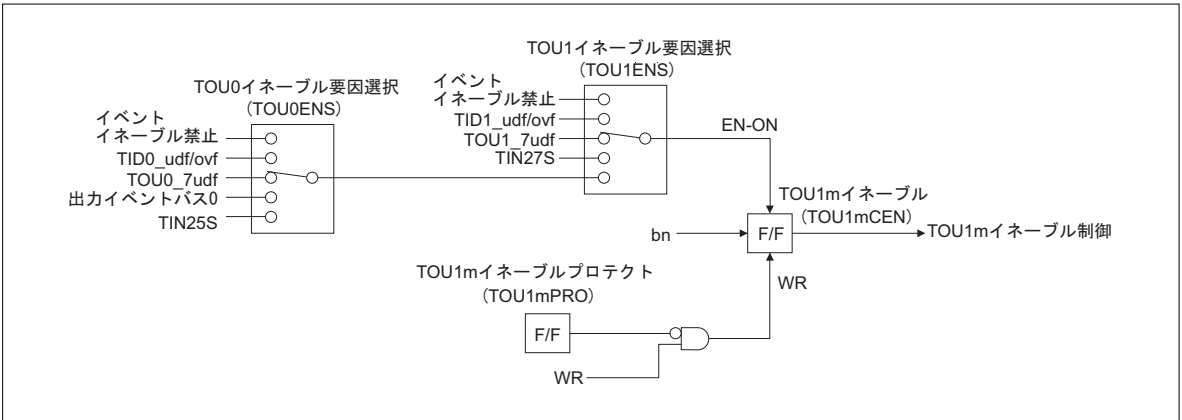 TOU0イネーブル要因選択
(TOU0ENS)
イベント
イネーブル禁止
TID0_udf/ovf
TOU0_7udf
出力イベントバス0
TIN25S
TOU1イネーブル要因選択
(TOU1ENS)
イベント
イネーブル禁止
TID1_udf/ovf
TOU1_7udf
TIN27S
EN-ON
TOU1mイネーブル
(TOU1mCEN)
bn
F/F
TOU1mイネーブル制御
WR
TOU1mイネーブルプロテクト
(TOU1mPRO)
F/F
WR